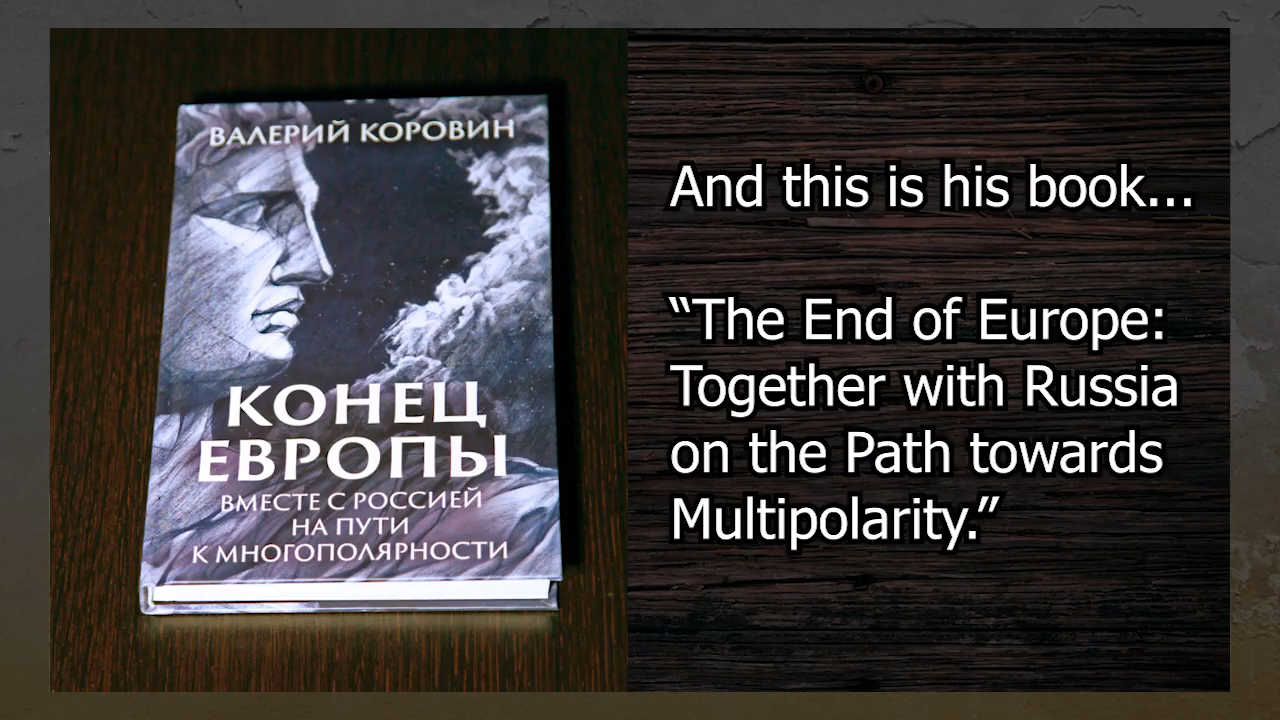 ВАЛЕРИЙ КОРОВИН
КОНЕЦ
ЕВРОПЫ
ВМЕСТЕ С РОССИЕЙ
НА ПУТИ
К МНОГОПОЛЯРНОСТИ
And this is his book...
“The End of Europe:
Together with Russia
on the Path towards
Multipolarity.”